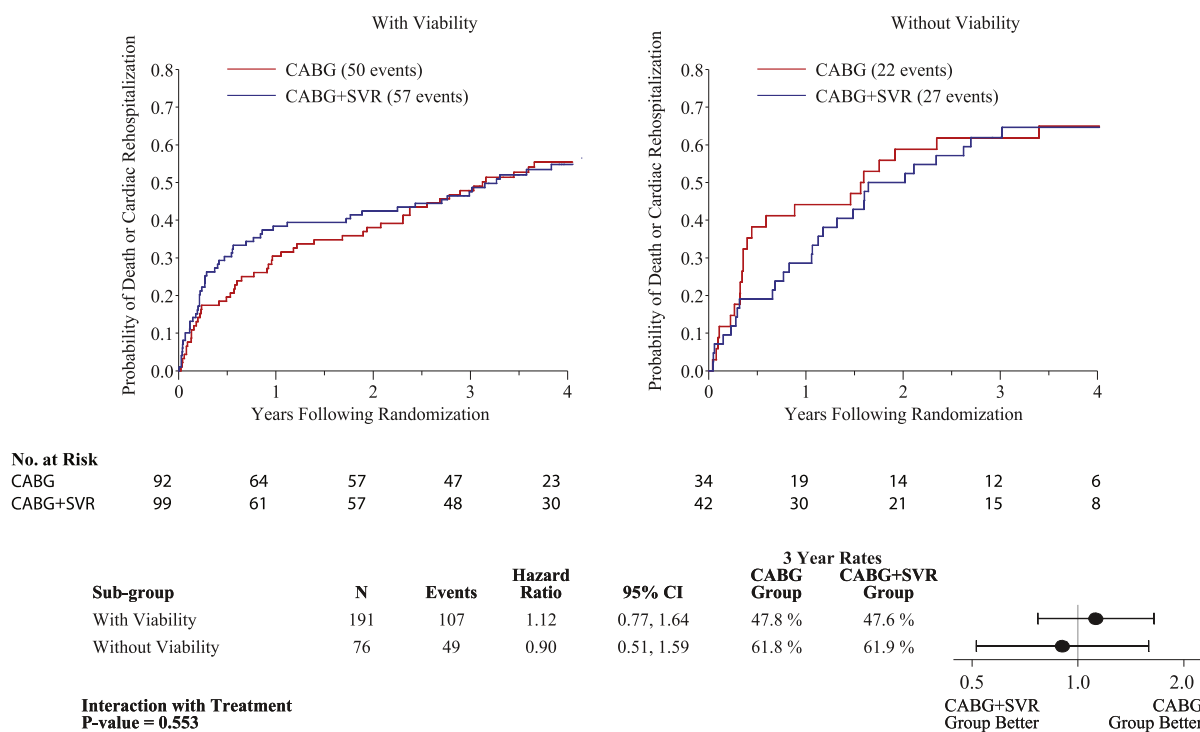 With Viability
Without Viability
Probability of Death or Cardiac Rehospitalization
0.8
0.7
0.6
0.5
0.4
0.3
0.2
0.1
0.0
CABG (50 events)
CABG+SVR (57 events)
0 1 2 3 4
Years Following Randomization
Probability of Death or Cardiac Rehospitalization
0.8
0.7
0.6
0.5
0.4
0.3
0.2
0.1
0.0
CABG (22 events)
CABG+SVR (27 events)
0 1 2 3 4
Years Following Randomization
No. at Risk
CABG 92 64 57 47 23 34 19 14 12 6
CABG+SVR 99 61 57 48 30 42 30 21 15 8
3 Year Rates
Hazard CABG CABG+SVR
Sub-group N Events Ratio 95% CI Group Group
With Viability 191 107 1.12 0.77, 1.64 47.8 % 47.6 %
Without Viability 76 49 0.90 0.51, 1.59 61.8 % 61.9 %
0.5 1.0 2.0
CABG+SVR CABG
Group Better Group Better
Interaction with Treatment
P-value = 0.553